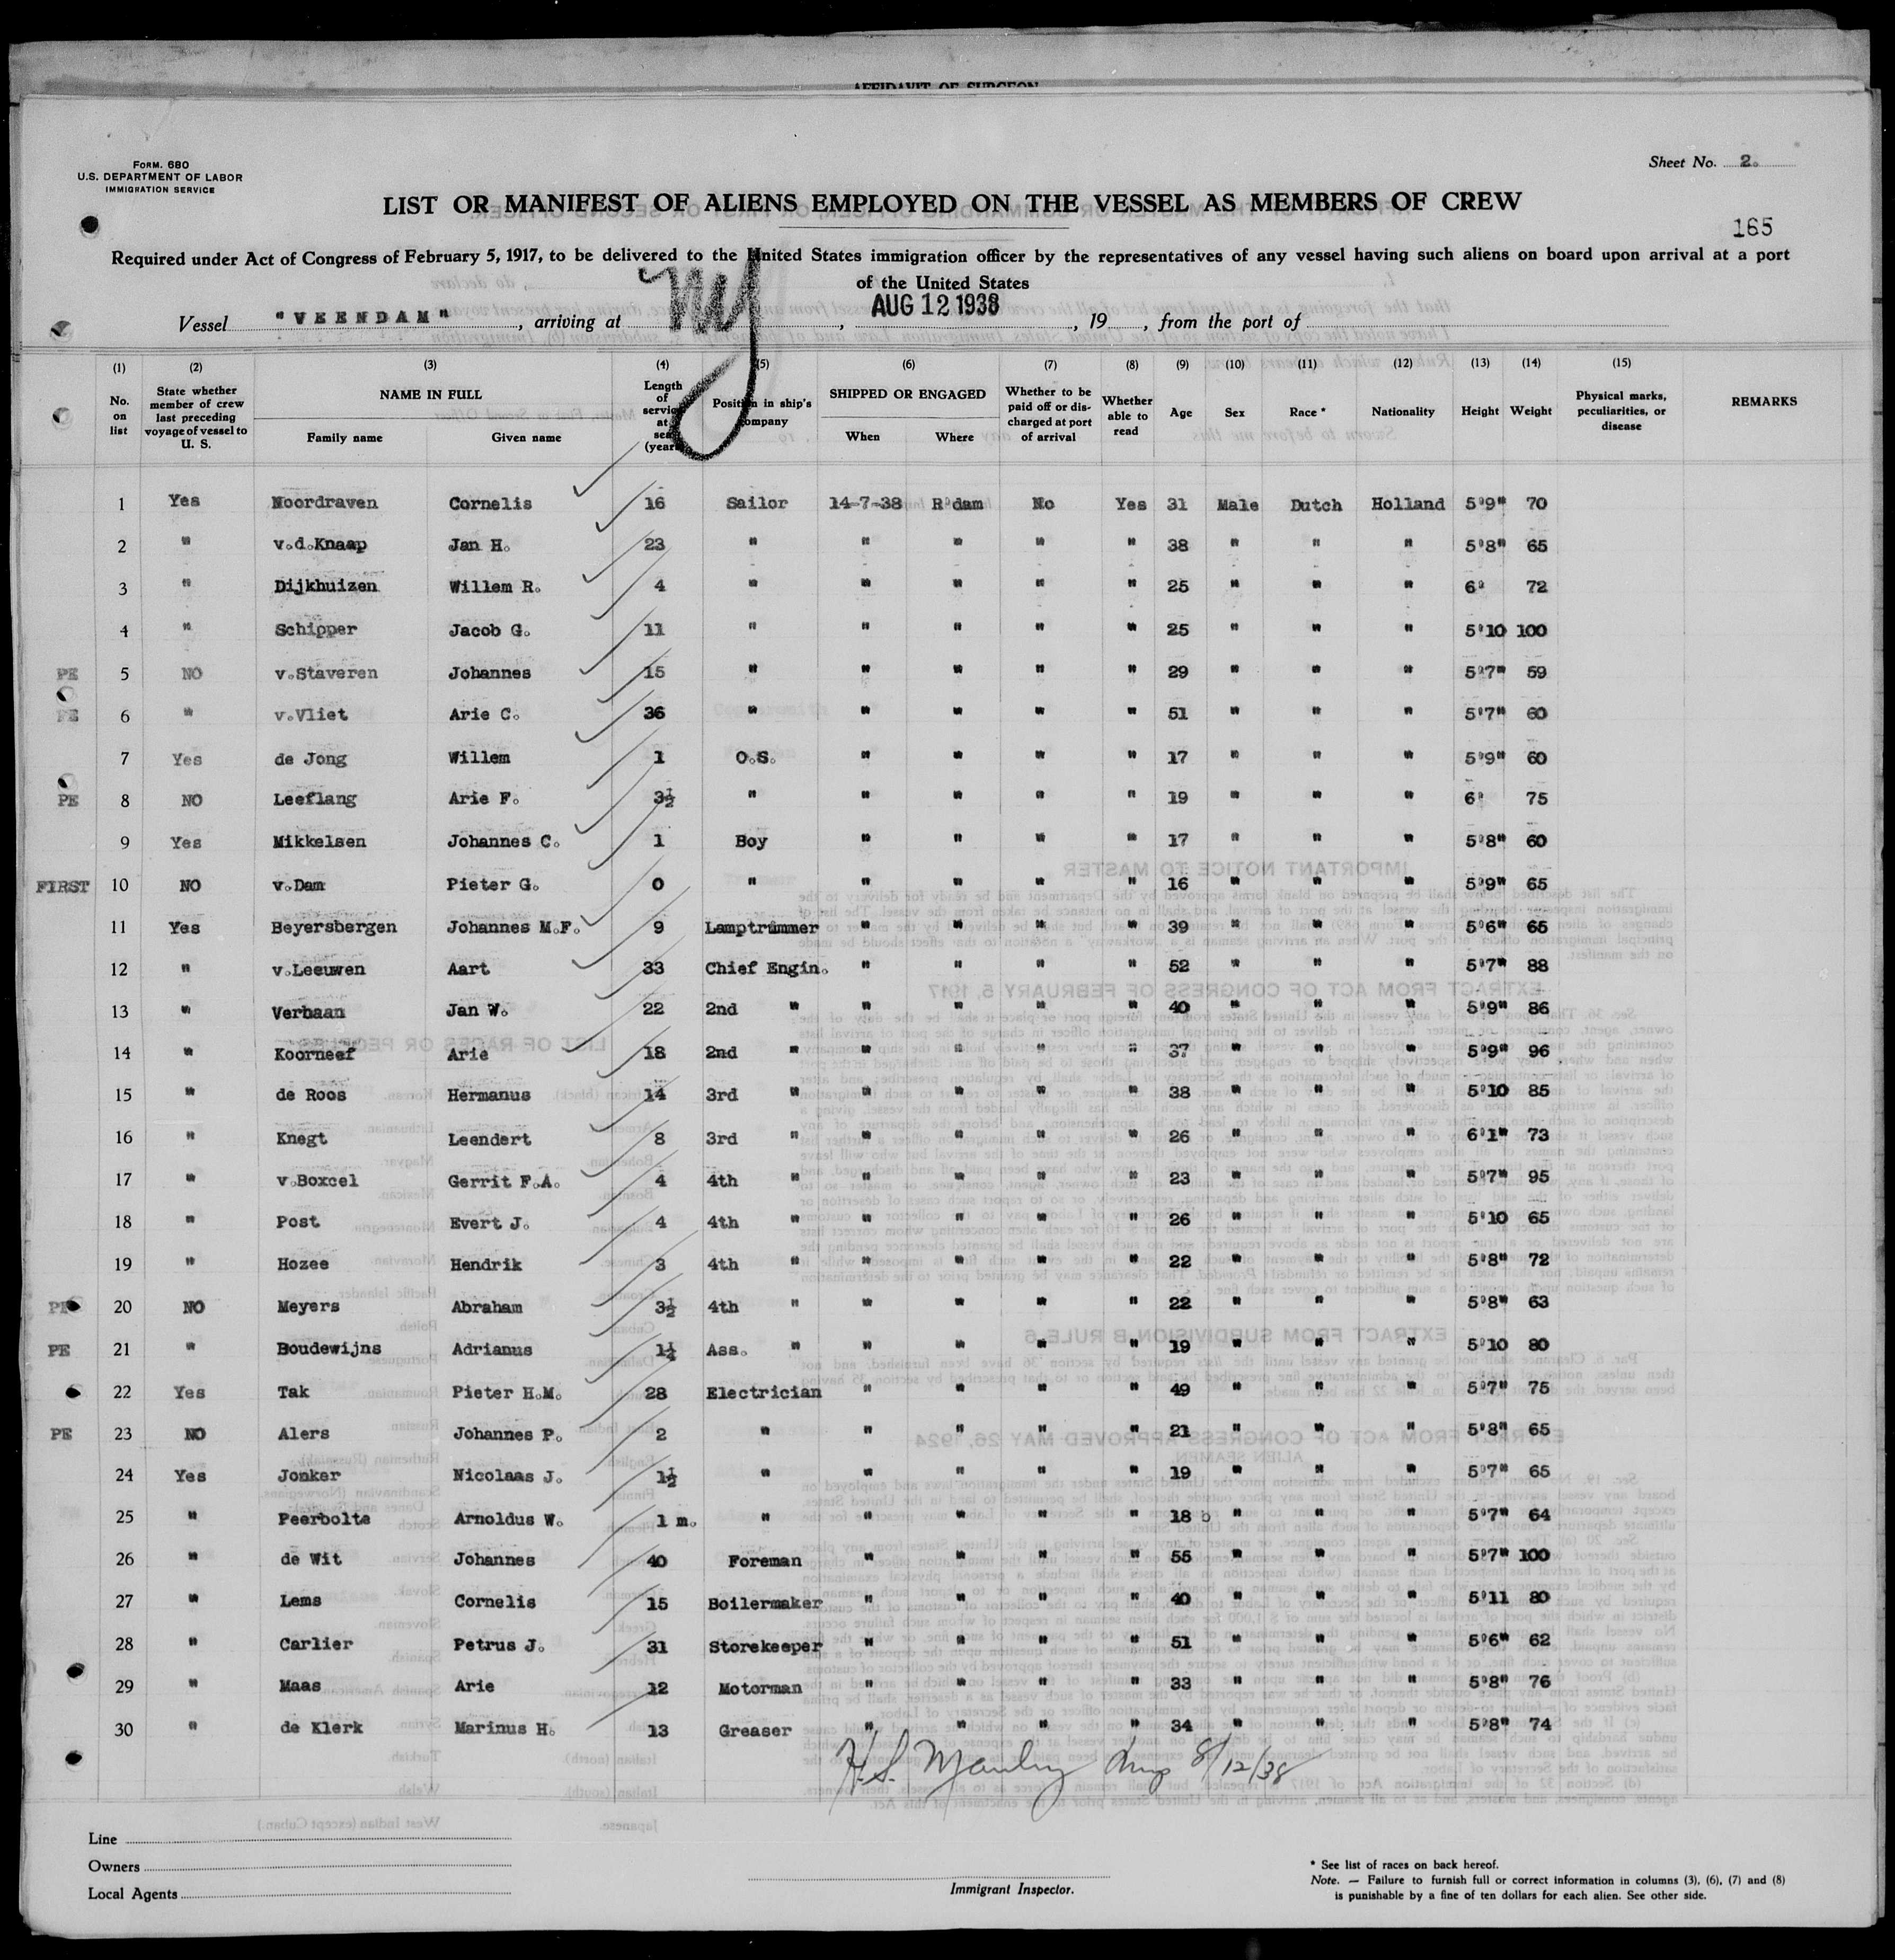 AFFIDAVIT OF SURGEON
FORM. 680
U.S. DEPARTMENT OF LABOR
IMMIGRATION SERVICE
Sheet No. 2.
LIST OR MANIFEST OF ALIENS EMPLOYED ON THE VESSEL AS MEMBERS OF CREW
165
Required under Act of Congress of February 5, 1917, to be delivered to the United States immigration officer by the representatives of any vessel having such aliens on board upon arrival at a port
of the United States
Vessel "VEENDAM", arriving at NY, AUG 12 1938, 19 , from the port of
(1) (2) (3) (4) (5) (6) (7) (8) (9) (10) (11) (12) (13) (14) (15)
No. on list State whether member of crew last preceding voyage of vessel to U. S. NAME IN FULL Family name Given name Length of service at sea (years) Position in ship's company SHIPPED OR ENGAGED When Where Whether to be paid off or discharged at port of arrival Whether able to read Age Sex Race * Nationality Height Weight Physical marks, peculiarities, or disease REMARKS
1 Yes Noordraven Cornelis 16 Sailor 14-7-38 R'dam No Yes 31 Male Dutch Holland 5'9" 70
2 " v.d.Knaap Jan H. 23 " " " " " 38 " " " 5'8" 65
3 " Dijkhuizen Willem R. 4 " " " " " 25 " " " 6' 72
4 " Schipper Jacob G. 11 " " " " " 25 " " " 5'10 100
PE 5 NO v.Staveren Johannes 15 " " " " " 29 " " " 5'7" 59
PE 6 " v.Vliet Arie C. 36 " " " " " 51 " " " 5'7" 60
7 Yes de Jong Willem 1 O.S. " " " " 17 " " " 5'9" 60
PE 8 NO Leeflang Arie F. 3½ " " " " " 19 " " " 6' 75
9 Yes Mikkelsen Johannes C. 1 Boy " " " " 17 " " " 5'8" 60
FIRST 10 NO v.Dam Pieter G. 0 " " " " " 16 " " " 5'9" 65
11 Yes Beyersbergen Johannes M.F. 9 Lamptrimmer " " " " 39 " " " 5'6" 65
12 " v.Leeuwen Aart 33 Chief Engin. " " " " 52 " " " 5'7" 88
13 " Verhaan Jan W. 22 2nd " " " " " 40 " " " 5'9" 86
14 " Koorneef Arie 18 2nd " " " " " 37 " " " 5'9" 96
15 " de Roos Hermanus 14 3rd " " " " " 38 " " " 5'10 85
16 " Knegt Leendert 8 3rd " " " " " 26 " " " 6'1" 73
17 " v.Boxcel Gerrit F.A. 4 4th " " " " " 23 " " " 5'7" 95
18 " Post Evert J. 4 4th " " " " " 26 " " " 5'10 65
19 " Hozee Hendrik 3 4th " " " " " 22 " " " 5'8" 72
PE 20 NO Meyers Abraham 3½ 4th " " " " " 22 " " " 5'8" 63
PE 21 " Boudewijns Adrianus 1½ Ass. " " " " " 19 " " " 5'10 80
22 Yes Tak Pieter H.M. 28 Electrician " " " " 49 " " " 5'7" 75
PE 23 NO Alers Johannes P. 2 " " " " " 21 " " " 5'8" 65
24 Yes Jonker Nicolaas J. 1½ " " " " " 19 " " " 5'7" 65
25 " Peerbolte Arnoldus W. 1 m. " " " " " 18 " " " 5'7" 64
26 " de Wit Johannes 40 Foreman " " " " 55 " " " 5'7" 100
27 " Lems Cornelis 15 Boilermaker " " " " 40 " " " 5'11 80
28 " Carlier Petrus J. 31 Storekeeper " " " " 51 " " " 5'6" 62
29 " Maas Arie 12 Motorman " " " " 33 " " " 5'8" 76
30 " de Klerk Marinus H. 13 Greaser " " " " 34 " " " 5'8" 74
H.S. Manley Insp 8/12/38
Line
Owners
Local Agents
Immigrant Inspector.
* See list of races on back hereof.
Note. — Failure to furnish full or correct information in columns (3), (6), (7) and (8)
is punishable by a fine of ten dollars for each alien. See other side.